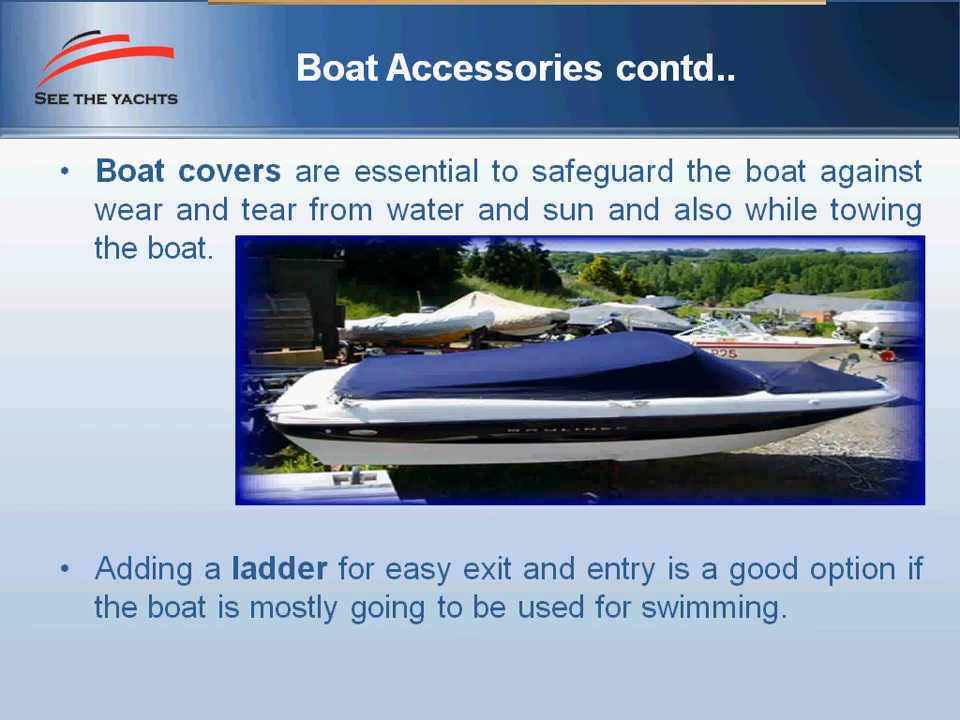 SEE THE YACHTS
Boat Accessories contd..
• Boat covers are essential to safeguard the boat against
wear and tear from water and sun and also while towing
the boat.
BAYLINER
• Adding a ladder for easy exit and entry is a good option if
the boat is mostly going to be used for swimming.